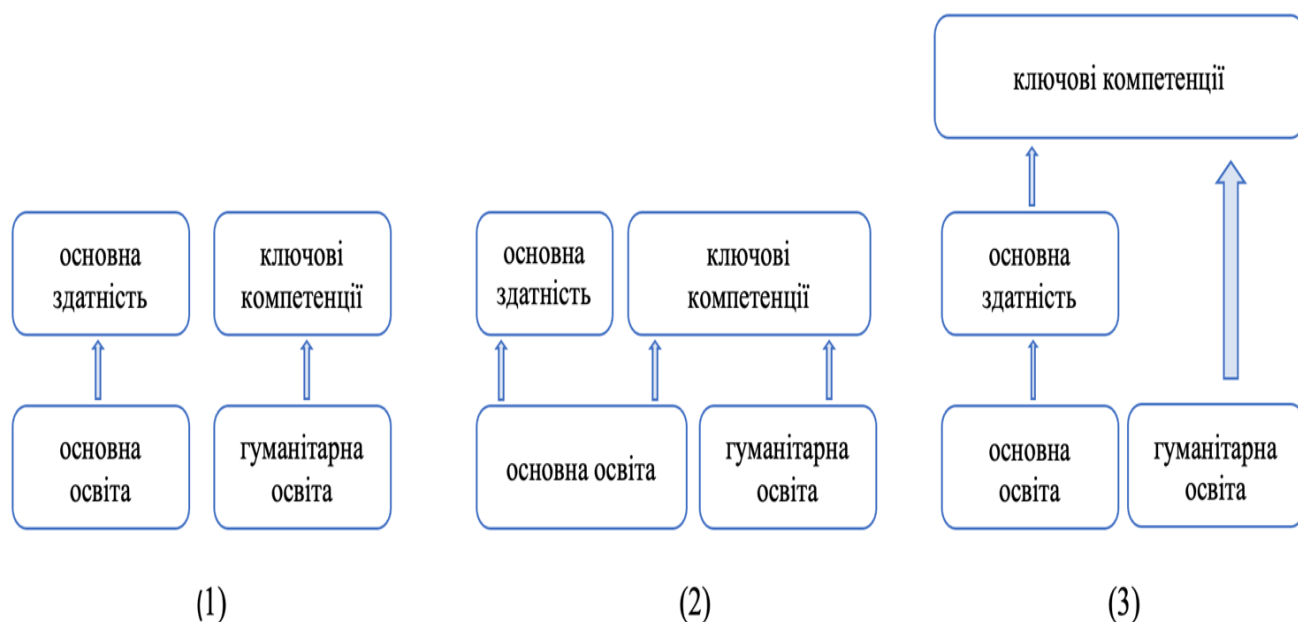 основна
здатність
ключові
компетенції
основна
освіта
гуманітарна
освіта
(1)
основна
здатність
ключові
компетенції
основна освіта
гуманітарна
освіта
(2)
ключові компетенції
основна
здатність
основна
освіта
гуманітарна
освіта
(3)